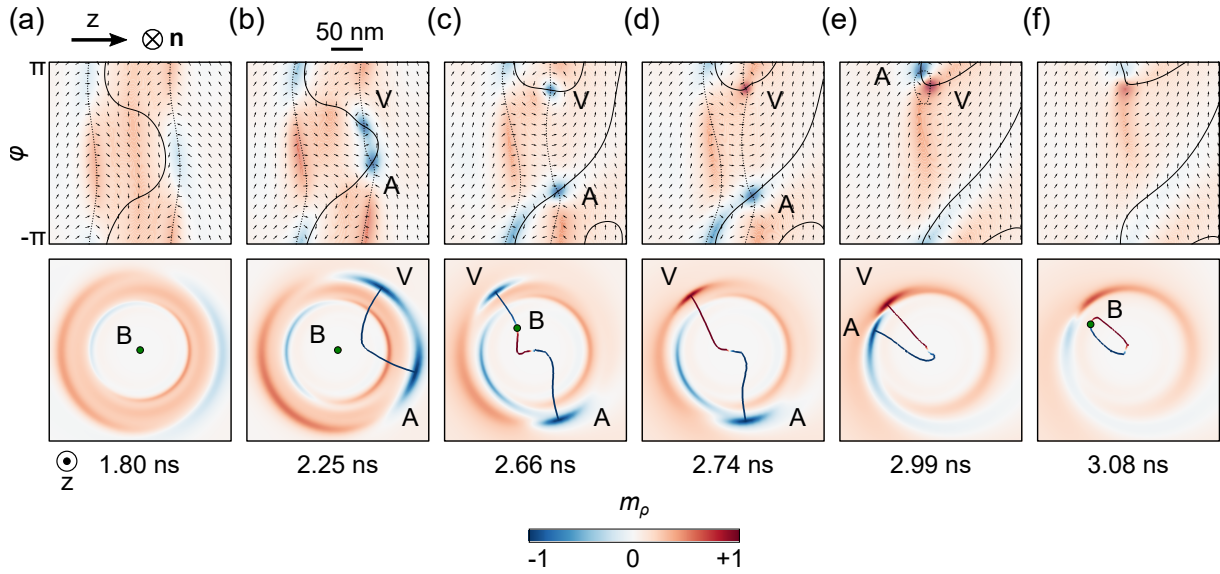 (a) (b) (c) (d) (e) (f)
z ⊗ n 50 nm
π
φ
-π
V A
V A
V A
A V
B
B V A
V B A
V A
V A
B
z
1.80 ns 2.25 ns 2.66 ns 2.74 ns 2.99 ns 3.08 ns
mρ
-1 0 +1